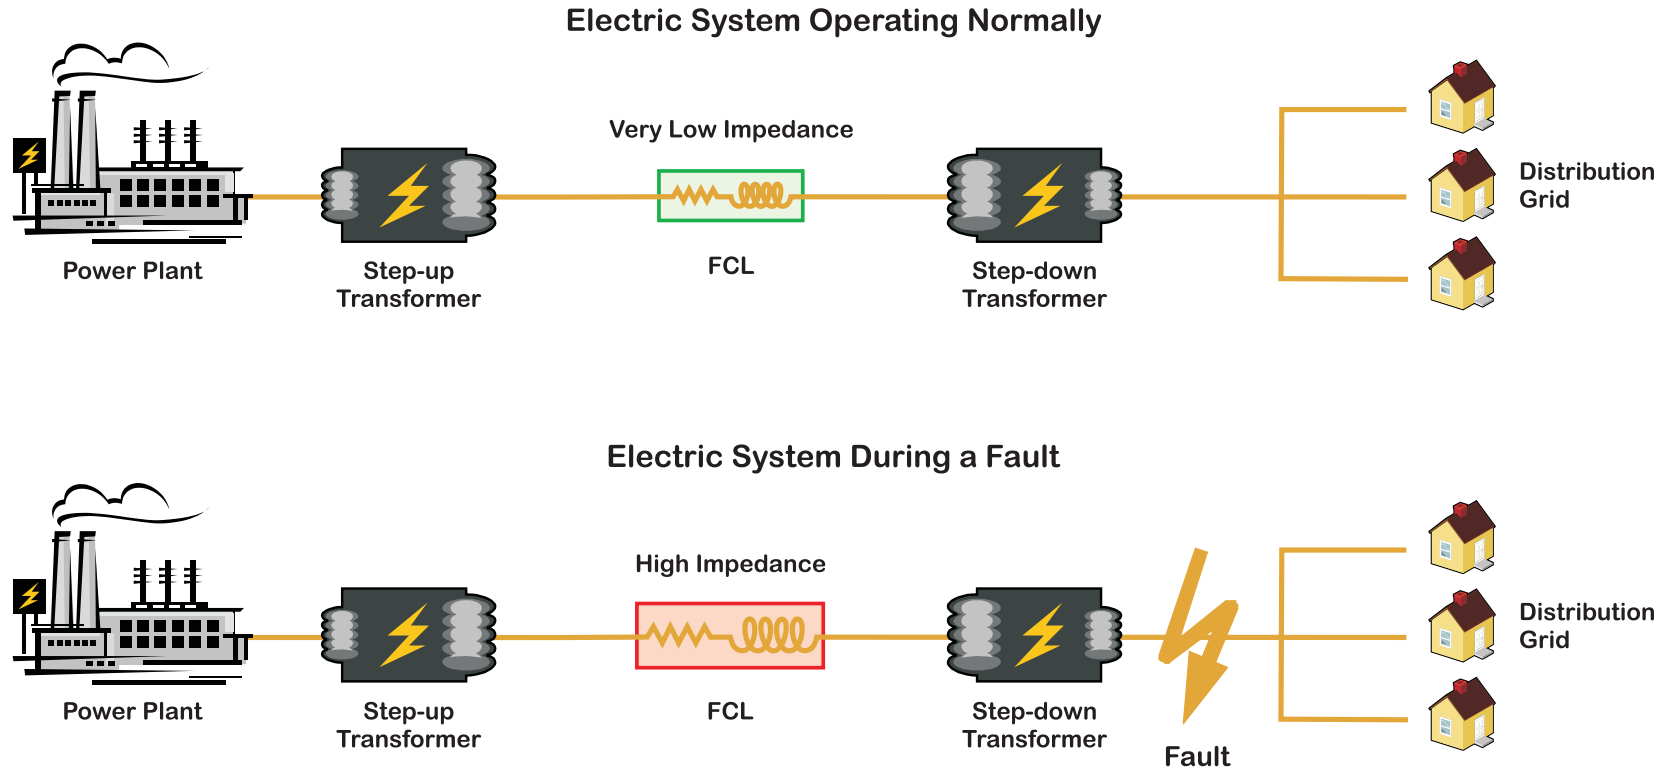 Electric System Operating Normally
Very Low Impedance
Distribution
Grid
Power Plant
Step-up
Transformer
FCL
Step-down
Transformer
Electric System During a Fault
High Impedance
Distribution
Grid
Power Plant
Step-up
Transformer
FCL
Step-down
Transformer
Fault